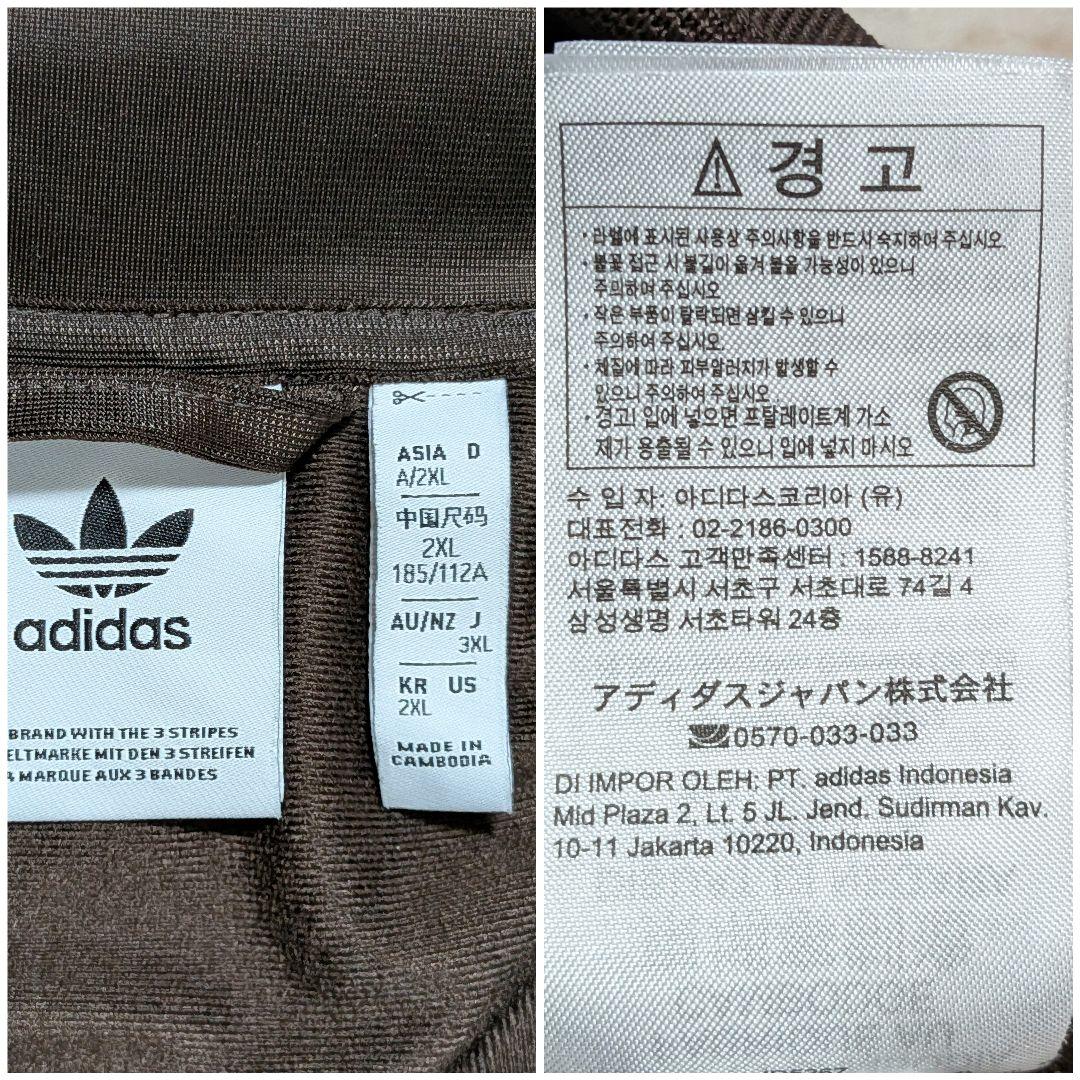 adidas
BRAND WITH THE 3 STRIPES
ELTMARKE MIT DEN 3 STREIFEN
MARQUE AUX 3 BANDES
ASIA D
A/2XL
中国尺码
2XL
185/112A
AU/NZ J
3XL
KR US
2XL
MADE IN
CAMBODIA
경 고
· 라벨에 표시된 사용상 주의사항을 반드시 숙지하여 주십시오.
· 불꽃 접근 시 불길이 옮겨 붙을 가능성이 있으니
주의하여 주십시오
· 작은 부품이 탈락되면 삼킬 수 있으니
주의하여 주십시오.
· 체질에 따라 피부알러지가 발생할 수
있으니 주의하여 주십시오.
· 경고! 입에 넣으면 프탈레이트계 가소
제가 용출될 수 있으니 입에 넣지 마시오
수 입 자: 아디다스코리아 (유)
대표전화 : 02-2186-0300
아디다스 고객만족센터 : 1588-8241
서울특별시 서초구 서초대로 74길 4
삼성생명 서초타워 24층
アディダスジャパン株式会社
0570-033-033
DI IMPOR OLEH: PT. adidas Indonesia
Mid Plaza 2, Lt. 5 JL. Jend. Sudirman Kav.
10-11 Jakarta 10220, Indonesia